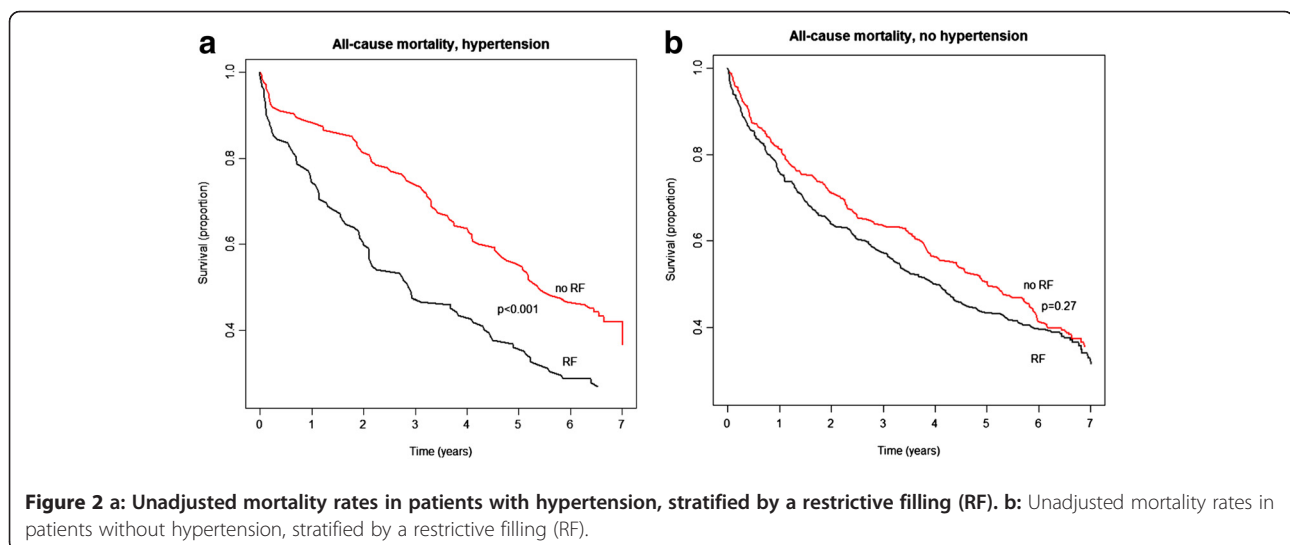 a
All-cause mortality, hypertension
Survival (proportion)
1.0
0.8
0.6
0.4
no RF
p<0.001
RF
0 1 2 3 4 5 6 7
Time (years)
b
All-cause mortality, no hypertension
Survival (proportion)
1.0
0.8
0.6
0.4
no RF
p=0.27
RF
0 1 2 3 4 5 6 7
Time (years)
Figure 2 a: Unadjusted mortality rates in patients with hypertension, stratified by a restrictive filling (RF). b: Unadjusted mortality rates in
patients without hypertension, stratified by a restrictive filling (RF).